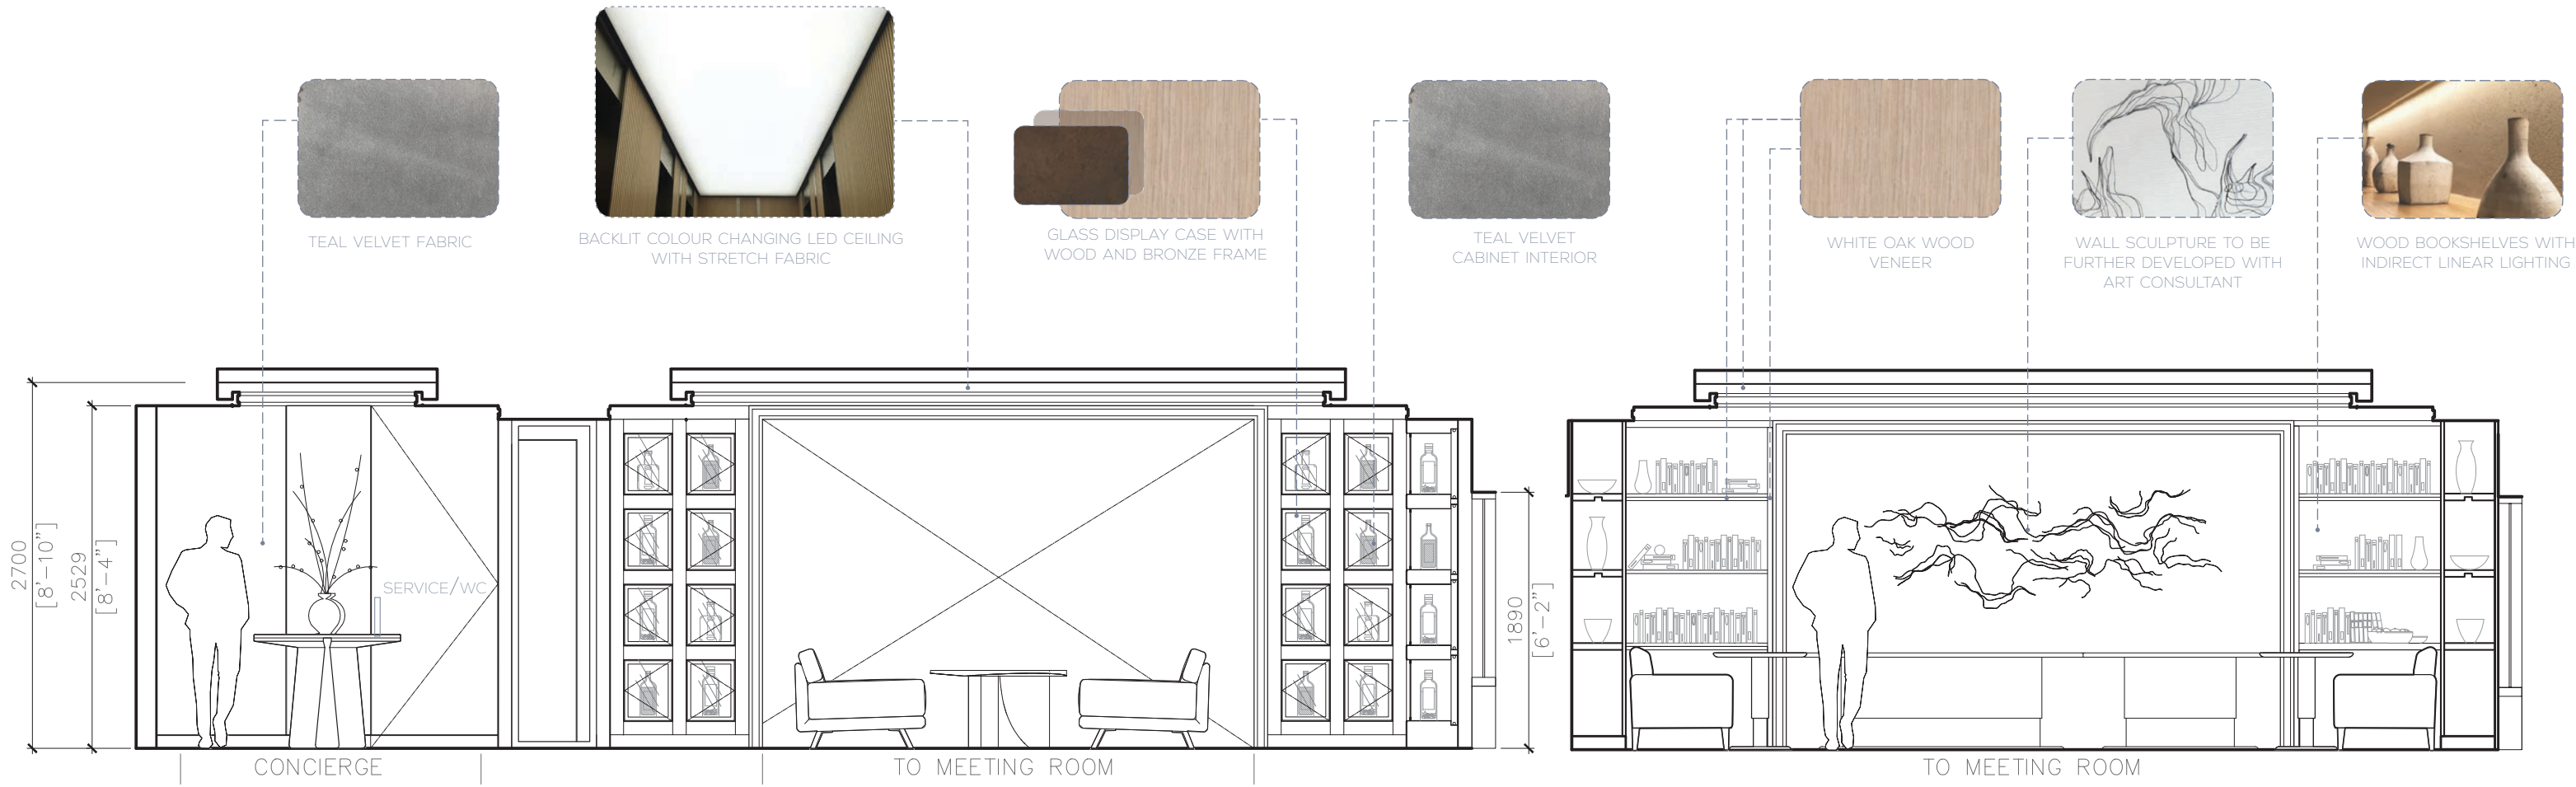 TEAL VELVET FABRIC
BACKLIT COLOUR CHANGING LED CEILING
WITH STRETCH FABRIC
GLASS DISPLAY CASE WITH
WOOD AND BRONZE FRAME
TEAL VELVET
CABINET INTERIOR
WHITE OAK WOOD
VENEER
WALL SCULPTURE TO BE
FURTHER DEVELOPED WITH
ART CONSULTANT
WOOD BOOKSHELVES WITH
INDIRECT LINEAR LIGHTING
2700
[8'-10"]
2529
[8'-4"]
SERVICE/WC
1890
[6'-2"]
CONCIERGE
TO MEETING ROOM
TO MEETING ROOM